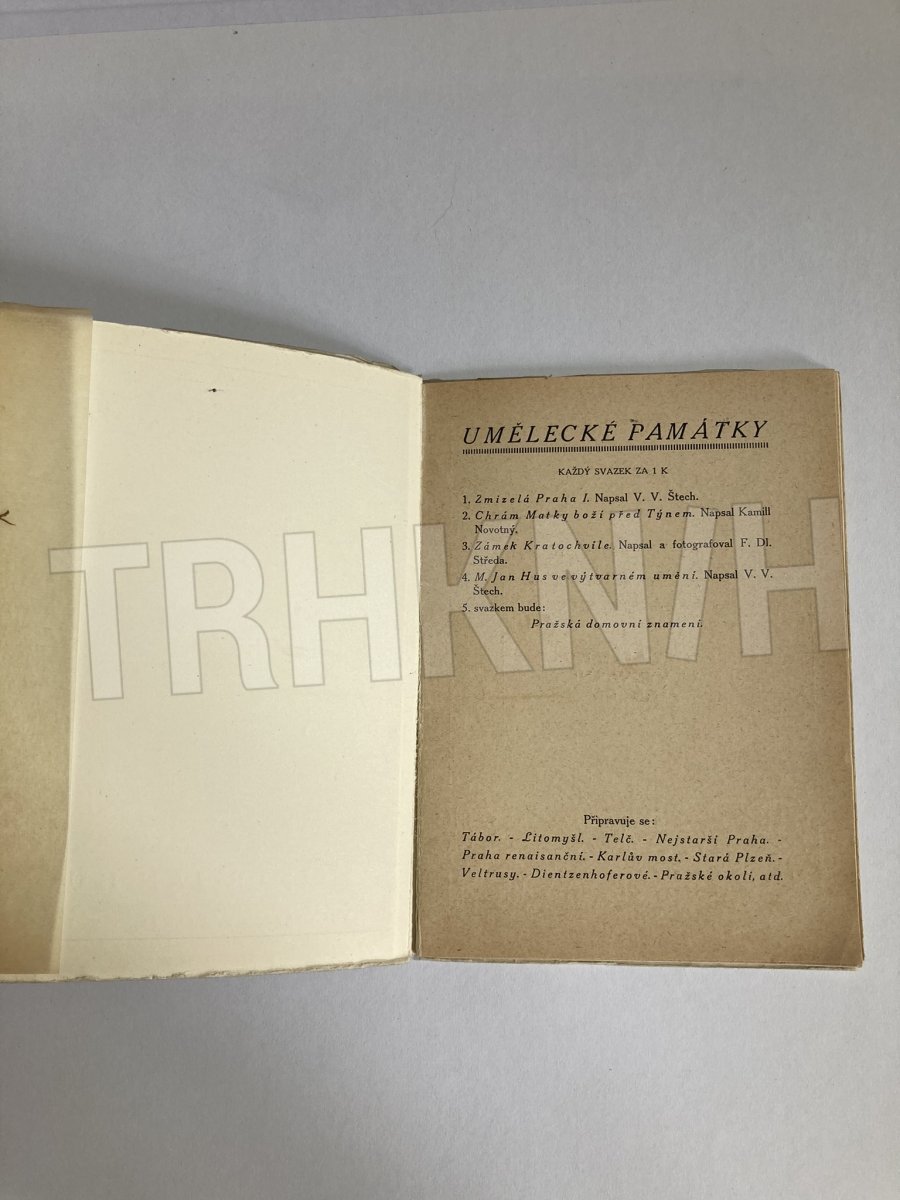 UMĚLECKÉ PAMÁTKY
KAŽDÝ SVAZEK ZA 1 K
1. Zmizelá Praha I. Napsal V. V. Štech.
2. Chrám Matky boží před Týnem. Napsal Kamill
Novotný.
3. Zámek Kratochvile. Napsal a fotografoval F. Dl.
Středa.
4. M. Jan Hus ve výtvarném umění. Napsal V. V.
Štech.
5. svazkem bude:
Pražská domovní znamení.
Připravuje se:
Tábor. - Litomyšl. - Telč. - Nejstarší Praha. -
Praha renaisanční. - Karlův most. - Stará Plzeň. -
Veltrusy. - Dientzenhoferové. - Pražské okolí, atd.
TRHKNIH